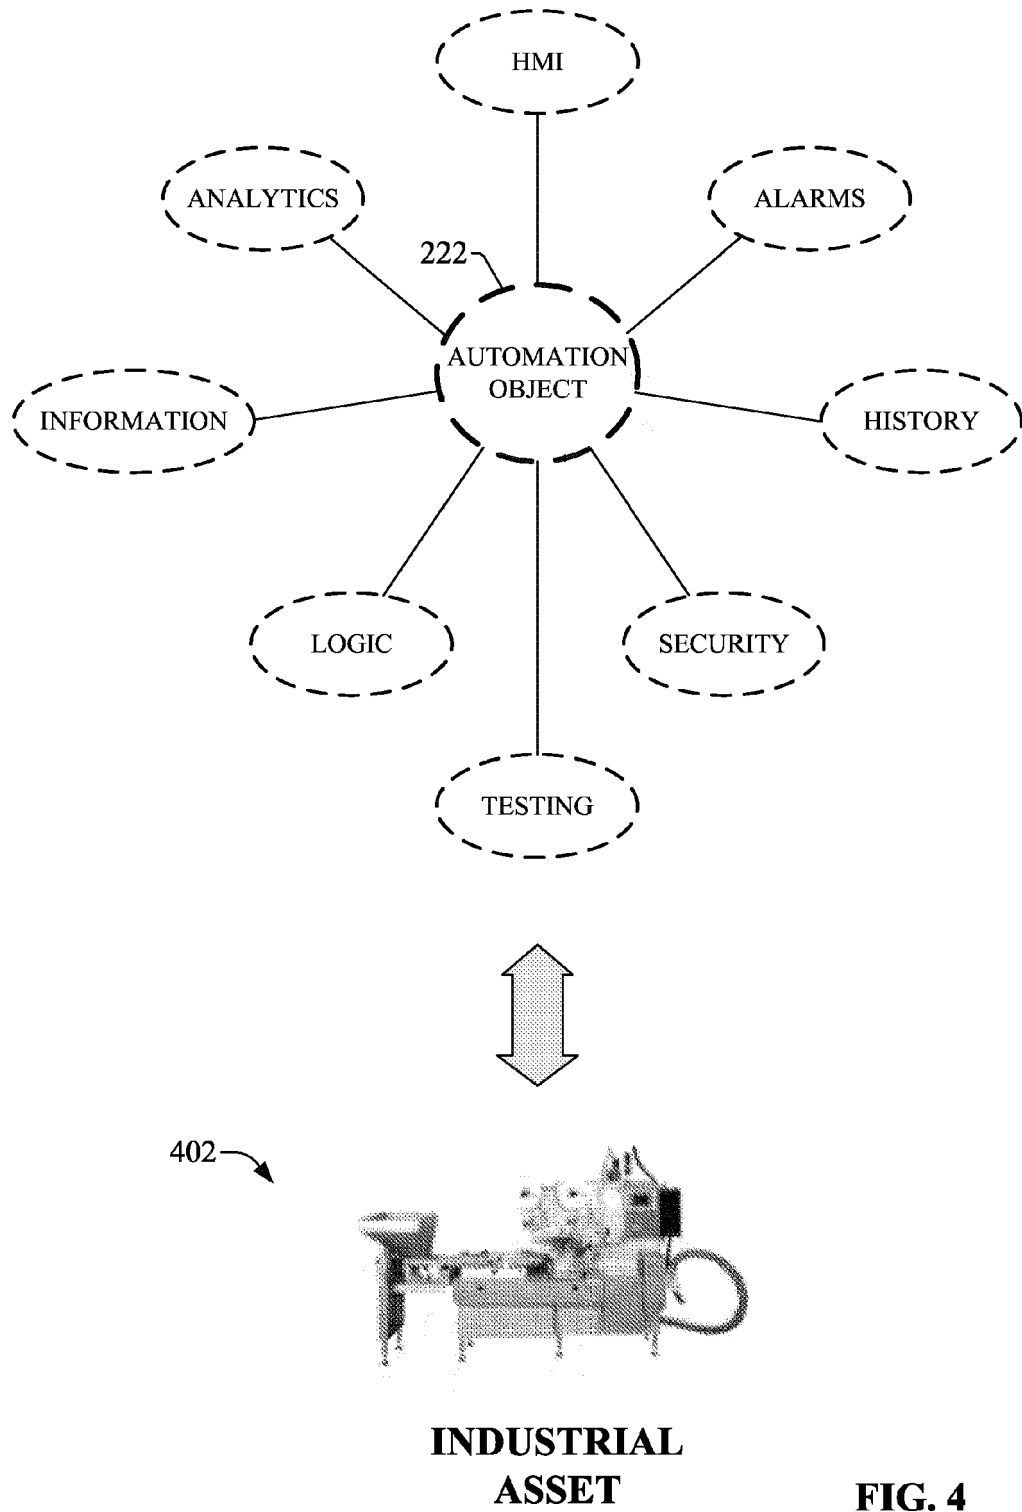 HMI
ANALYTICS
ALARMS
222
AUTOMATION
OBJECT
INFORMATION
HISTORY
LOGIC
SECURITY
TESTING
402
INDUSTRIAL
ASSET
FIG. 4